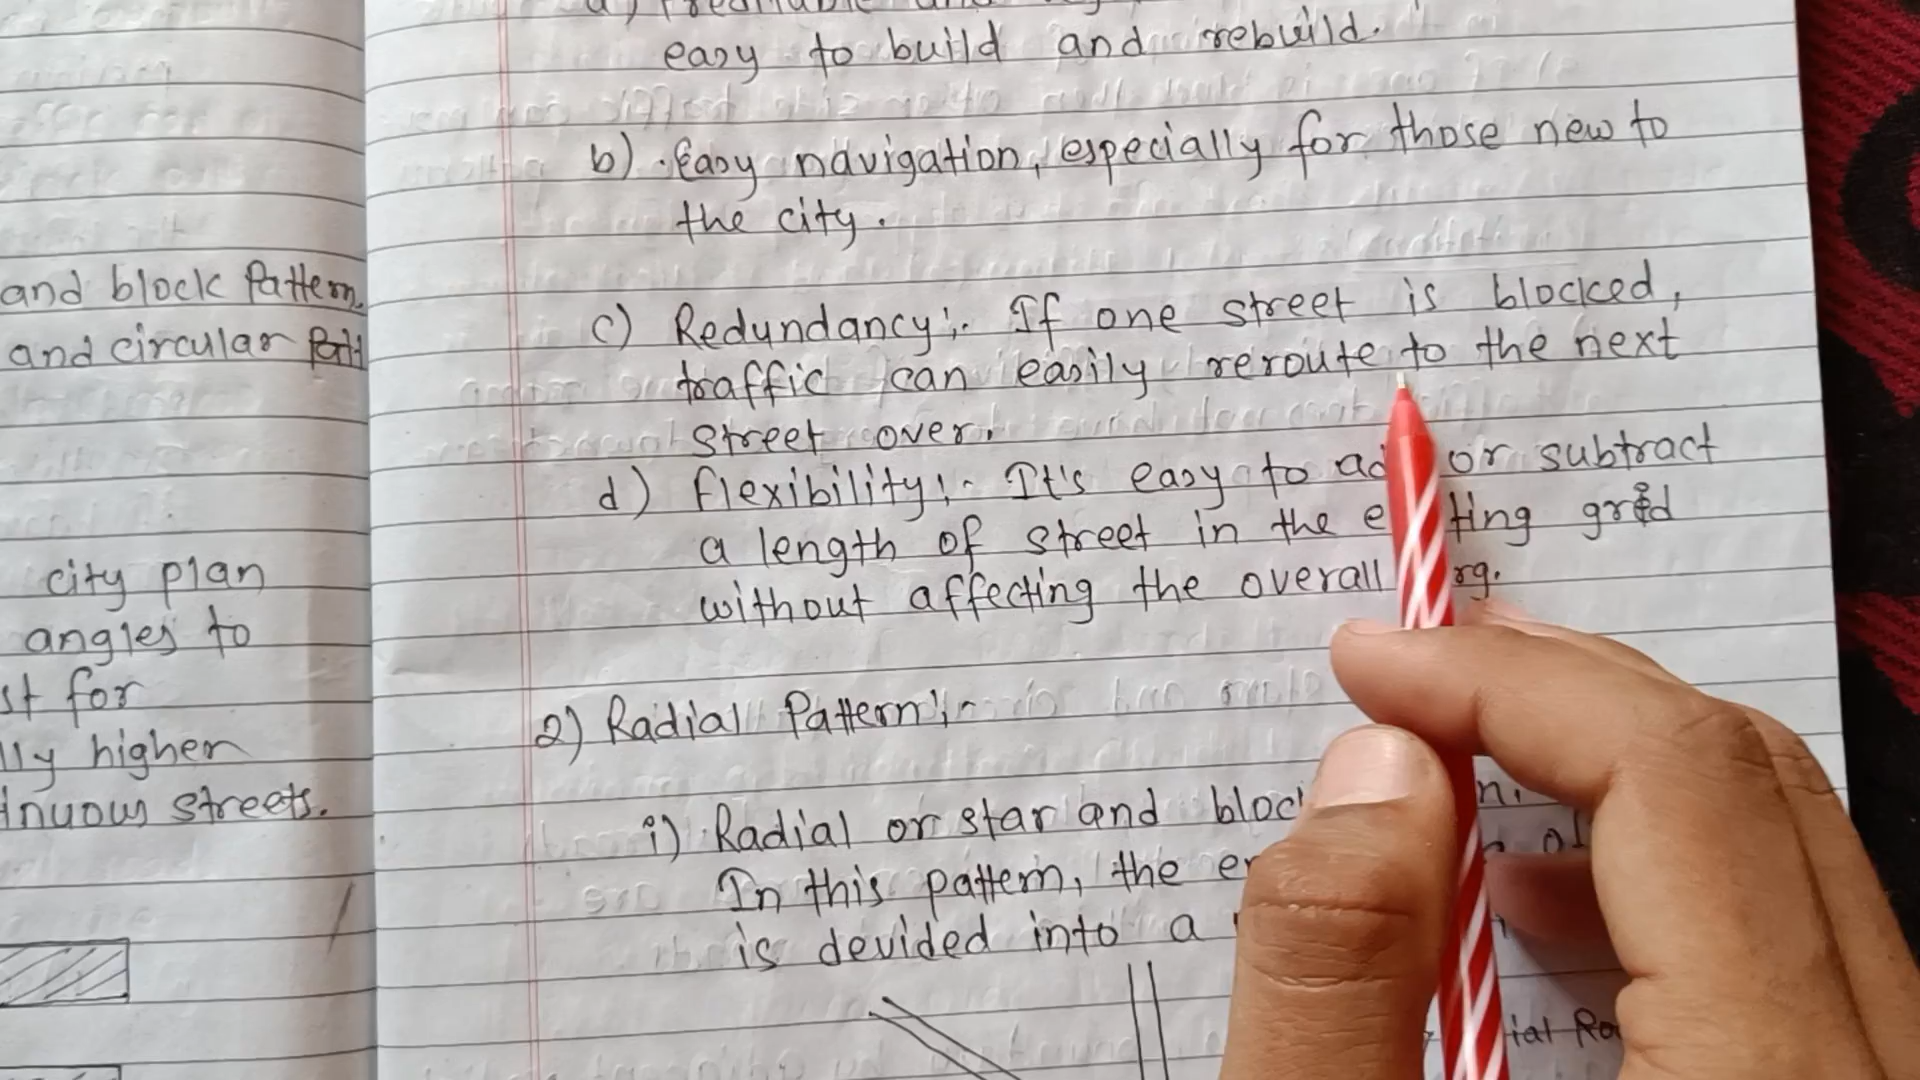 and block Pattern.
and circular Patt
city plan
angles to
st for
lly higher
inuous streets.
easy to build and rebuild.
b) Easy navigation, especially for those new to
the city.
c) Redundancy:- If one street is blocked,
traffic can easily reroute to the next
street over.
d) Flexibility:- It's easy to ad or subtract
a length of street in the e ting grid
without affecting the overall rg.
2) Radial Pattern:-
i) Radial or star and bloc n.
In this pattern, the e
is devided into a
ial Ro